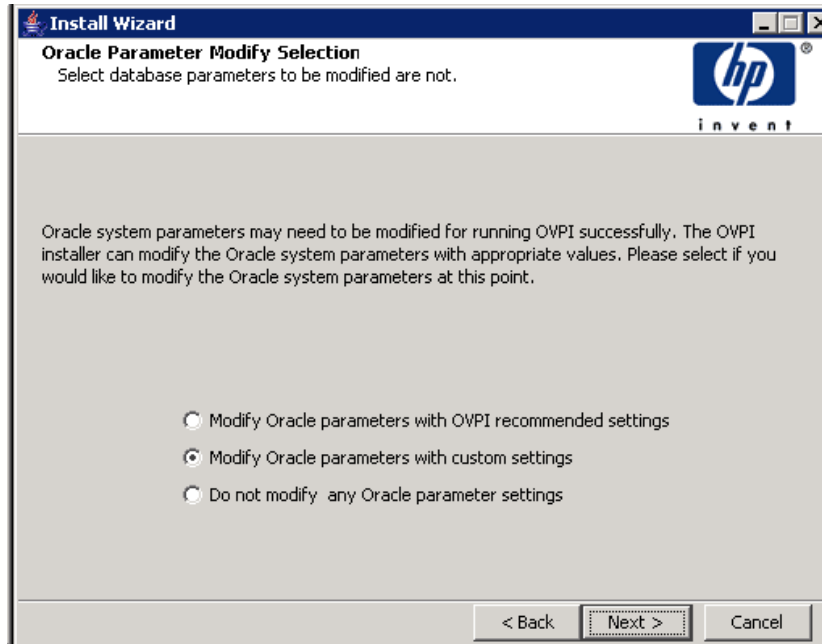 Install Wizard
Oracle Parameter Modify Selection
Select database parameters to be modified are not.
hp
®
invent
Oracle system parameters may need to be modified for running OVPI successfully. The OVPI
installer can modify the Oracle system parameters with appropriate values. Please select if you
would like to modify the Oracle system parameters at this point.
Modify Oracle parameters with OVPI recommended settings
Modify Oracle parameters with custom settings
Do not modify any Oracle parameter settings
< Back Next > Cancel